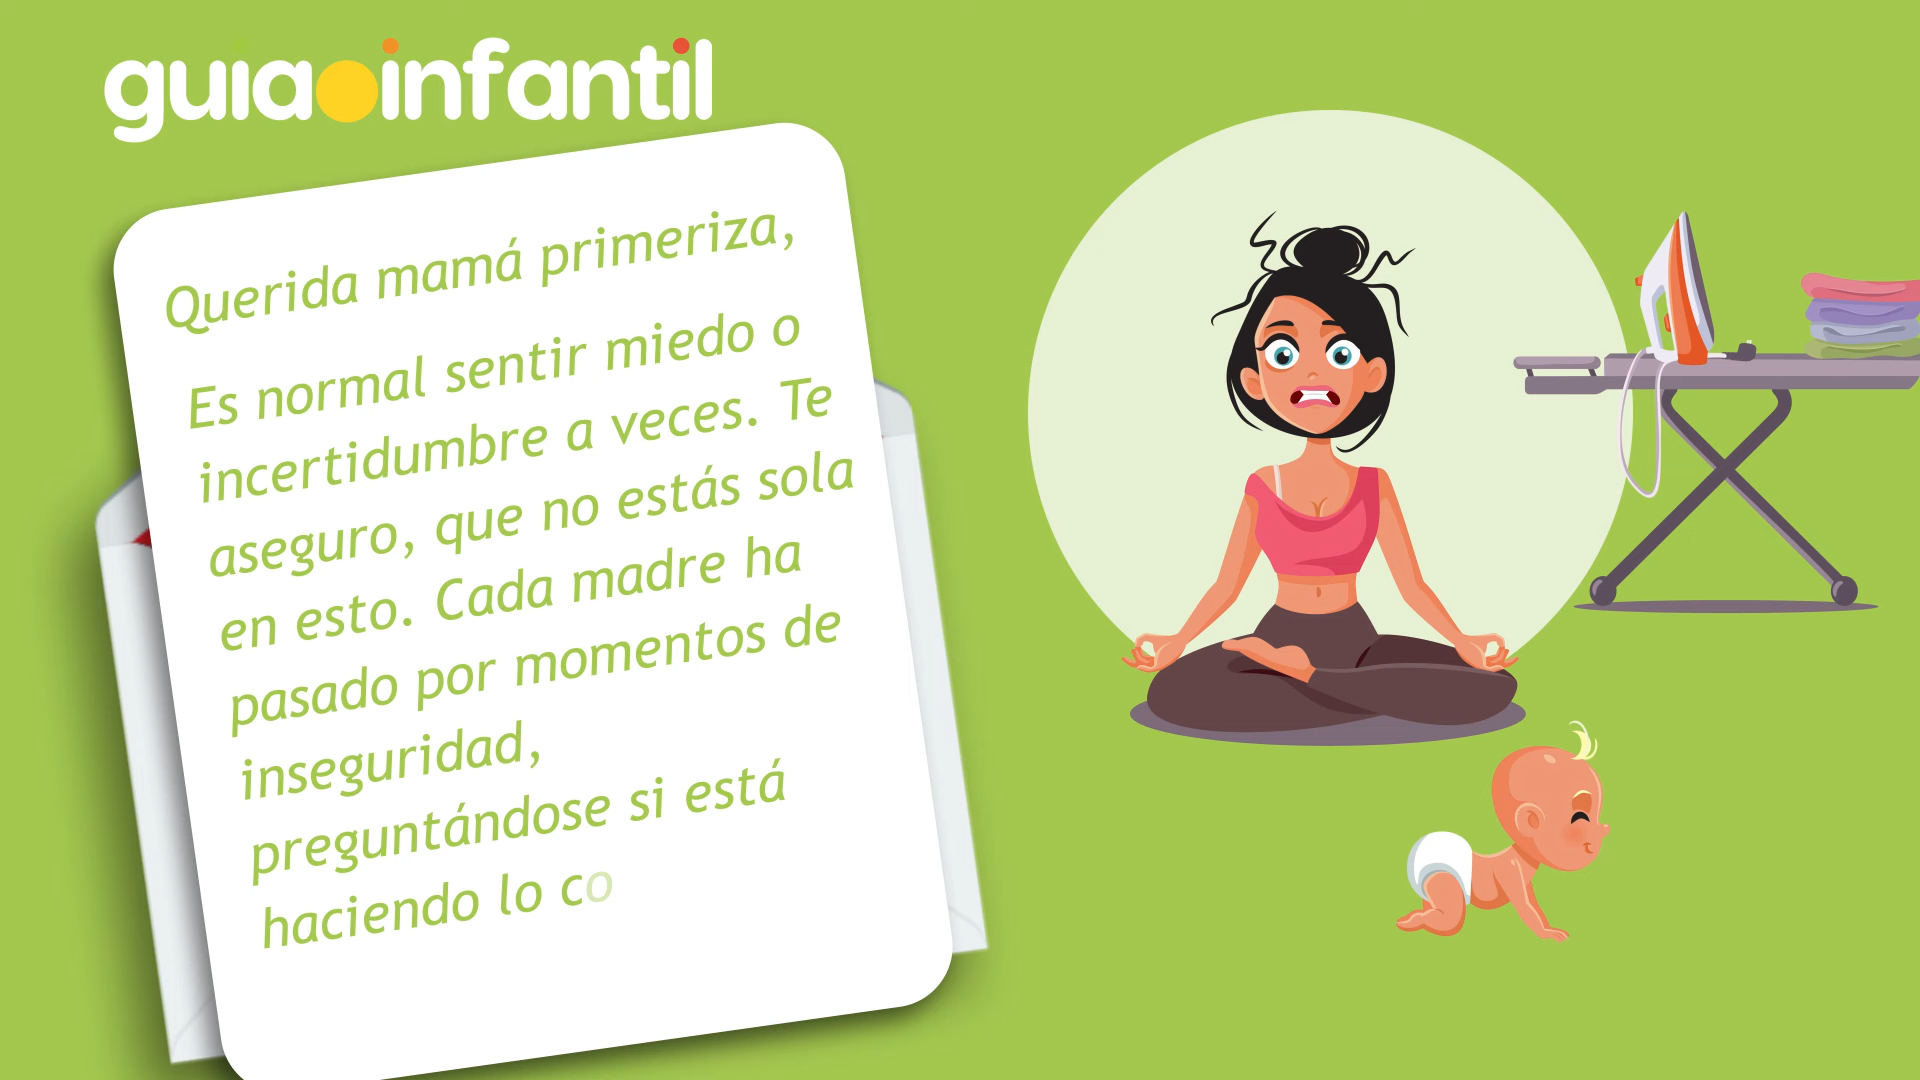 guiainfantil
Querida mamá primeriza,
Es normal sentir miedo o
incertidumbre a veces. Te
aseguro, que no estás sola
en esto. Cada madre ha
pasado por momentos de
inseguridad,
preguntándose si está
haciendo lo co